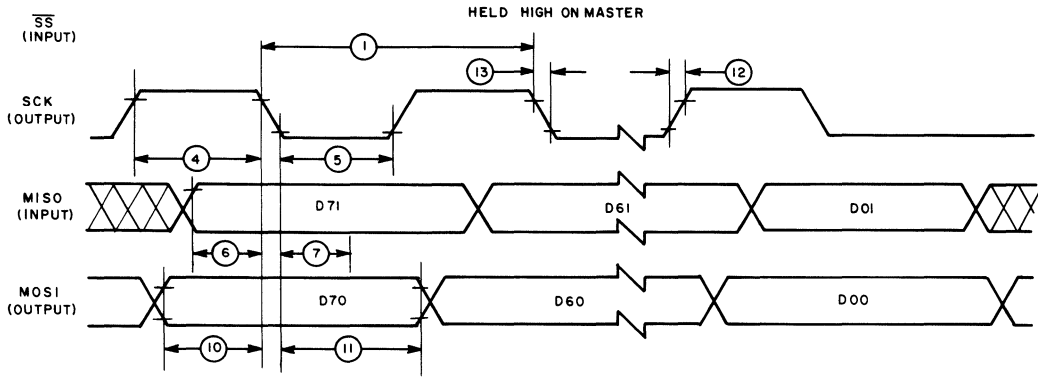 HELD HIGH ON MASTER
SS
(INPUT)
1
13
12
SCK
(OUTPUT)
4
5
MISO
(INPUT)
D71
D61
D01
6
7
MOSI
(OUTPUT)
D70
D60
D00
10
11